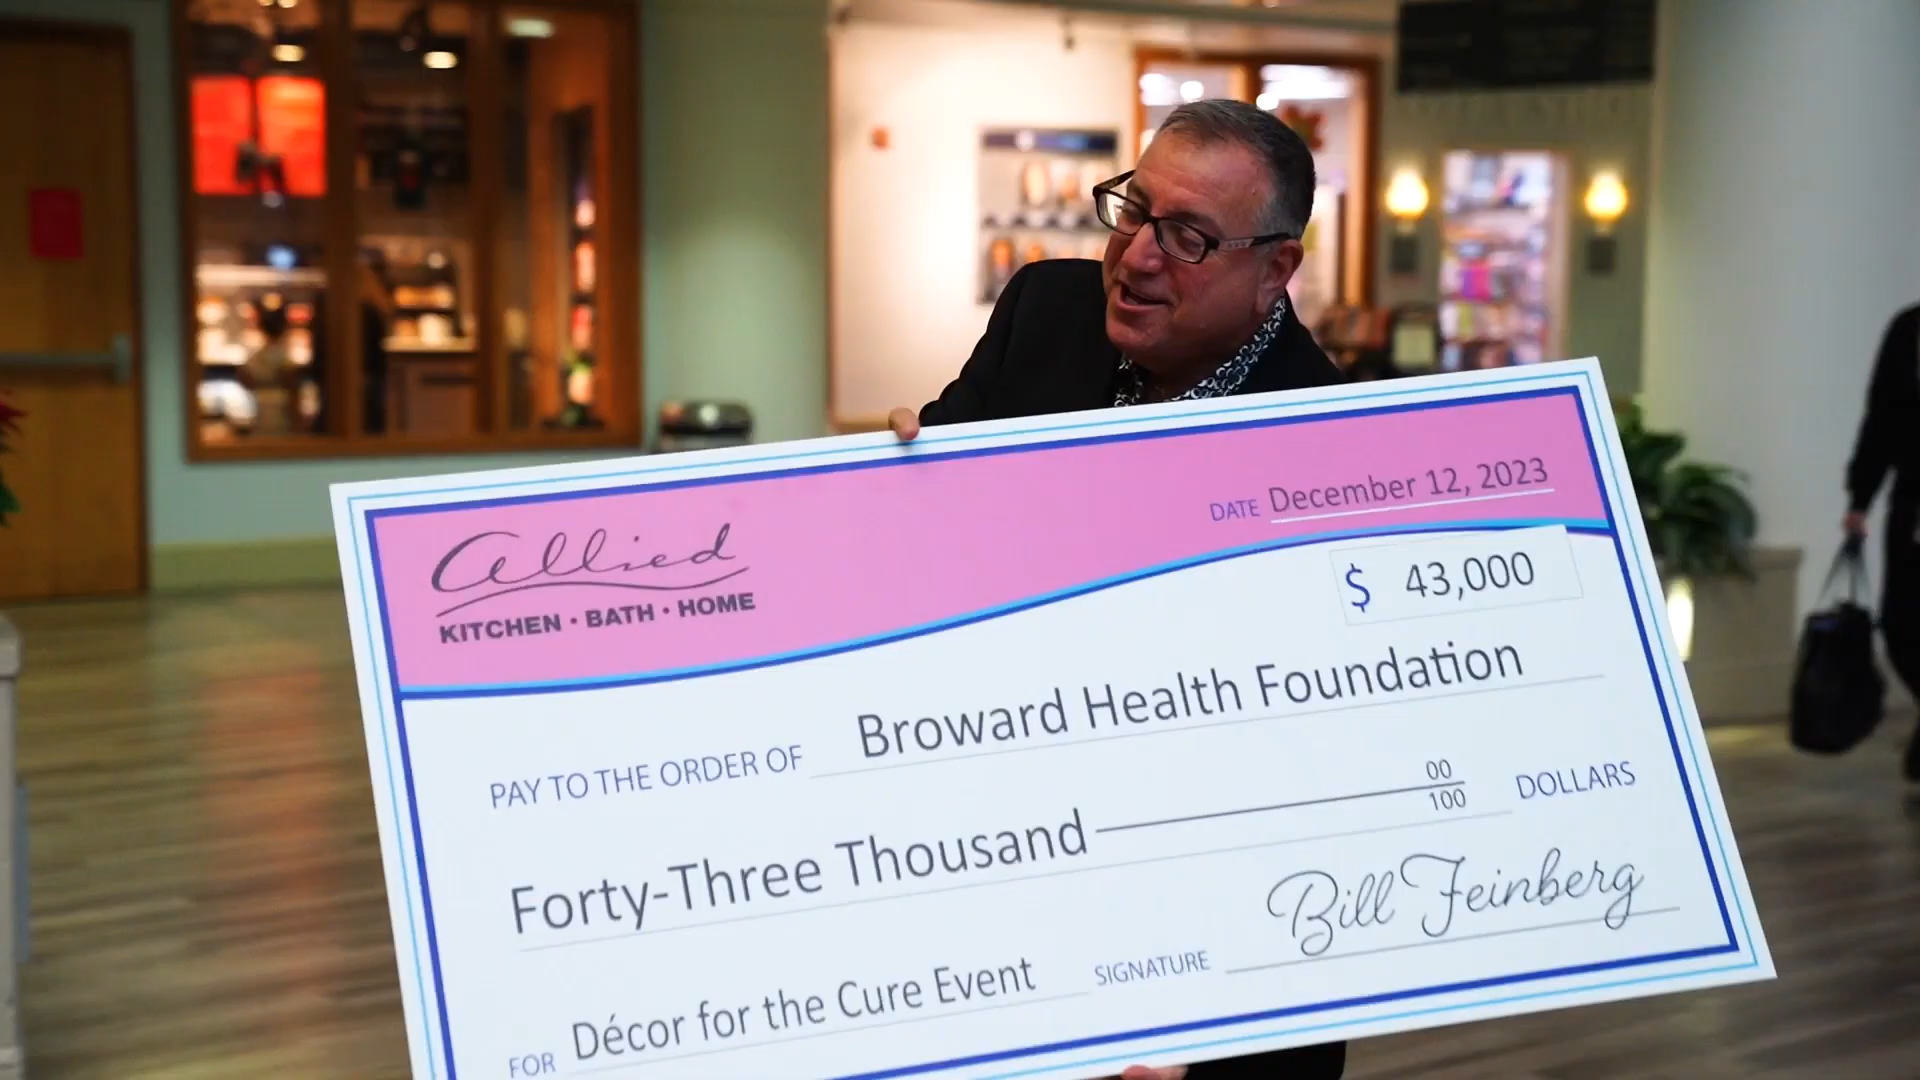 allied
KITCHEN • BATH • HOME
DATE December 12, 2023
$ 43,000
PAY TO THE ORDER OF Broward Health Foundation
Forty-Three Thousand 00/100 DOLLARS
FOR Décor for the Cure Event
SIGNATURE Bill Feinberg